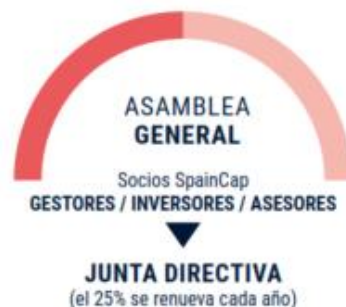 ASAMBLEA
GENERAL
Socios SpainCap
GESTORES / INVERSORES / ASESORES
JUNTA DIRECTIVA
(el 25% se renueva cada año)